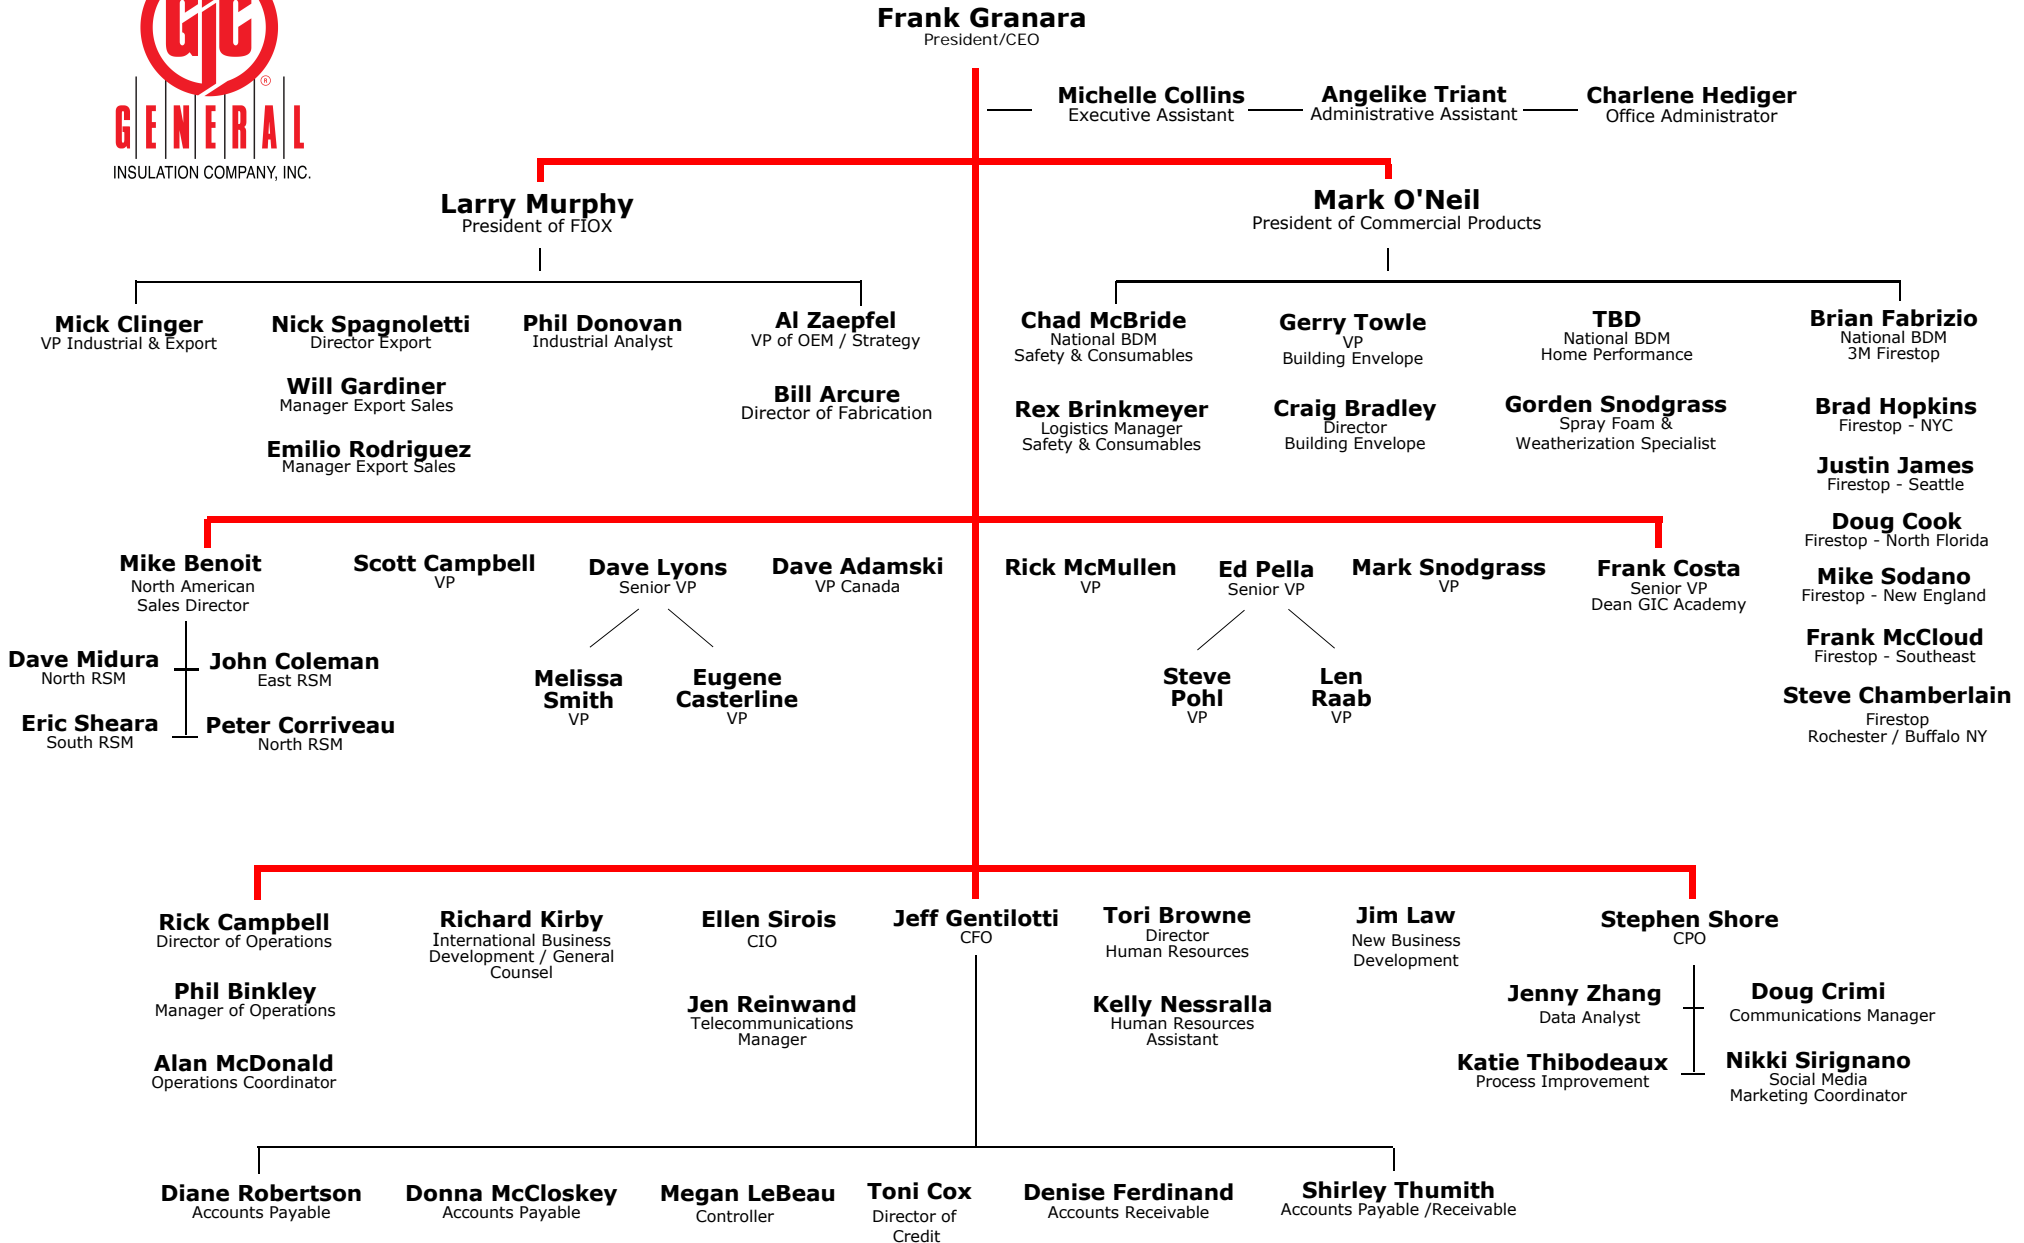 GIC
®
GENERAL
INSULATION COMPANY, INC.
Frank Granara
President/CEO
Michelle Collins
Executive Assistant
Angelike Triant
Administrative Assistant
Charlene Hediger
Office Administrator
Larry Murphy
President of FIOX
Mark O'Neil
President of Commercial Products
Mick Clinger
VP Industrial & Export
Nick Spagnoletti
Director Export
Will Gardiner
Manager Export Sales
Emilio Rodriguez
Manager Export Sales
Phil Donovan
Industrial Analyst
Al Zaepfel
VP of OEM / Strategy
Bill Arcure
Director of Fabrication
Chad McBride
National BDM
Safety & Consumables
Rex Brinkmeyer
Logistics Manager
Safety & Consumables
Gerry Towle
VP
Building Envelope
Craig Bradley
Director
Building Envelope
TBD
National BDM
Home Performance
Gorden Snodgrass
Spray Foam &
Weatherization Specialist
Brian Fabrizio
National BDM
3M Firestop
Brad Hopkins
Firestop - NYC
Justin James
Firestop - Seattle
Doug Cook
Firestop - North Florida
Mike Sodano
Firestop - New England
Frank McCloud
Firestop - Southeast
Steve Chamberlain
Firestop
Rochester / Buffalo NY
Mike Benoit
North American
Sales Director
Dave Midura
North RSM
John Coleman
East RSM
Eric Sheara
South RSM
Peter Corriveau
North RSM
Scott Campbell
VP
Dave Lyons
Senior VP
Melissa
Smith
VP
Eugene
Casterline
VP
Dave Adamski
VP Canada
Rick McMullen
VP
Ed Pella
Senior VP
Steve
Pohl
VP
Len
Raab
VP
Mark Snodgrass
VP
Frank Costa
Senior VP
Dean GIC Academy
Rick Campbell
Director of Operations
Phil Binkley
Manager of Operations
Alan McDonald
Operations Coordinator
Richard Kirby
International Business
Development / General
Counsel
Ellen Sirois
CIO
Jen Reinwand
Telecommunications
Manager
Jeff Gentilotti
CFO
Tori Browne
Director
Human Resources
Kelly Nessralla
Human Resources
Assistant
Jim Law
New Business
Development
Stephen Shore
CPO
Jenny Zhang
Data Analyst
Doug Crimi
Communications Manager
Katie Thibodeaux
Process Improvement
Nikki Sirignano
Social Media
Marketing Coordinator
Diane Robertson
Accounts Payable
Donna McCloskey
Accounts Payable
Megan LeBeau
Controller
Toni Cox
Director of
Credit
Denise Ferdinand
Accounts Receivable
Shirley Thumith
Accounts Payable /Receivable